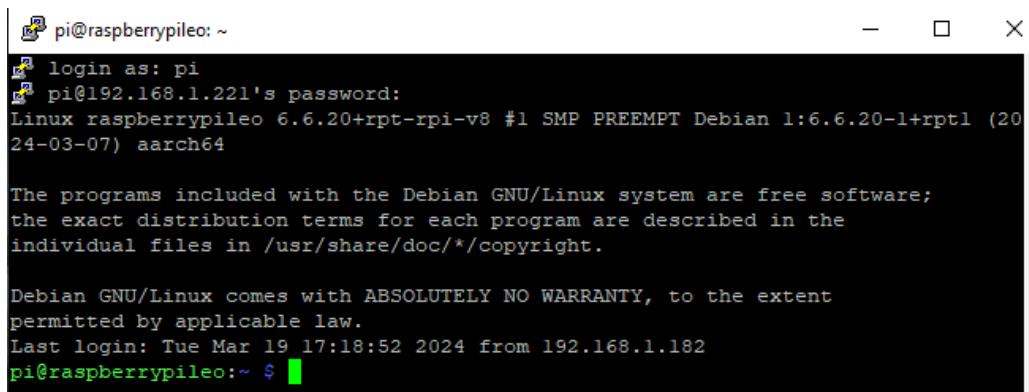 pi@raspberrypileo: ~
login as: pi
pi@192.168.1.221's password:
Linux raspberrypileo 6.6.20+rpt-rpi-v8 #1 SMP PREEMPT Debian 1:6.6.20-1+rpt1 (20
24-03-07) aarch64
The programs included with the Debian GNU/Linux system are free software;
the exact distribution terms for each program are described in the
individual files in /usr/share/doc/*/copyright.
Debian GNU/Linux comes with ABSOLUTELY NO WARRANTY, to the extent
permitted by applicable law.
Last login: Tue Mar 19 17:18:52 2024 from 192.168.1.182
pi@raspberrypileo:~ $